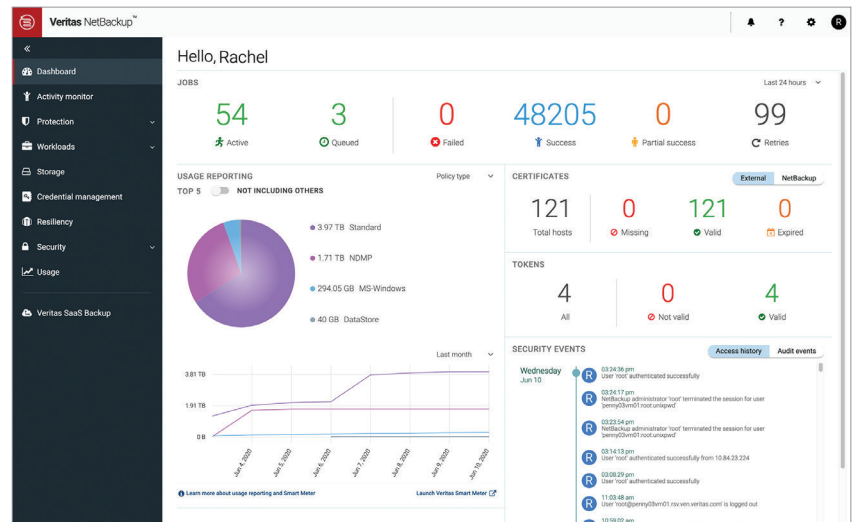 Veritas NetBackup™
?
R
«
Dashboard
Activity monitor
Protection
Workloads
Storage
Credential management
Resiliency
Security
Usage
Veritas SaaS Backup
Hello, Rachel
JOBS
Last 24 hours
54
3
0
48205
0
99
Active
Queued
Failed
Success
Partial success
Retries
USAGE REPORTING
Policy type
TOP 5
NOT INCLUDING OTHERS
3.97 TB Standard
1.71 TB NDMP
294.05 GB MS-Windows
40 GB DataStore
Last month
3.81 TB
1.91 TB
0 B
Jun 4, 2020
Jun 5, 2020
Jun 6, 2020
Jun 7, 2020
Jun 8, 2020
Jun 9, 2020
Jun 10, 2020
Learn more about usage reporting and Smart Meter
Launch Veritas Smart Meter
CERTIFICATES
External
NetBackup
121
0
121
0
Total hosts
Missing
Valid
Expired
TOKENS
4
0
4
All
Not valid
Valid
SECURITY EVENTS
Access history
Audit events
Wednesday
Jun 10
R
03:24:36 pm
User 'root' authenticated successfully
R
03:24:17 pm
NetBackup administrator 'root' terminated the session for user
'penny03vm01:root:unixpwd'
R
03:23:54 pm
NetBackup administrator 'root' terminated the session for user
'penny03vm01:root:unixpwd'
R
03:14:13 pm
User 'root' authenticated successfully from 10.84.23.224
R
03:08:29 pm
User 'root' authenticated successfully
R
11:03:48 am
User 'root@penny03vm01.rsv.ven.veritas.com' is logged out